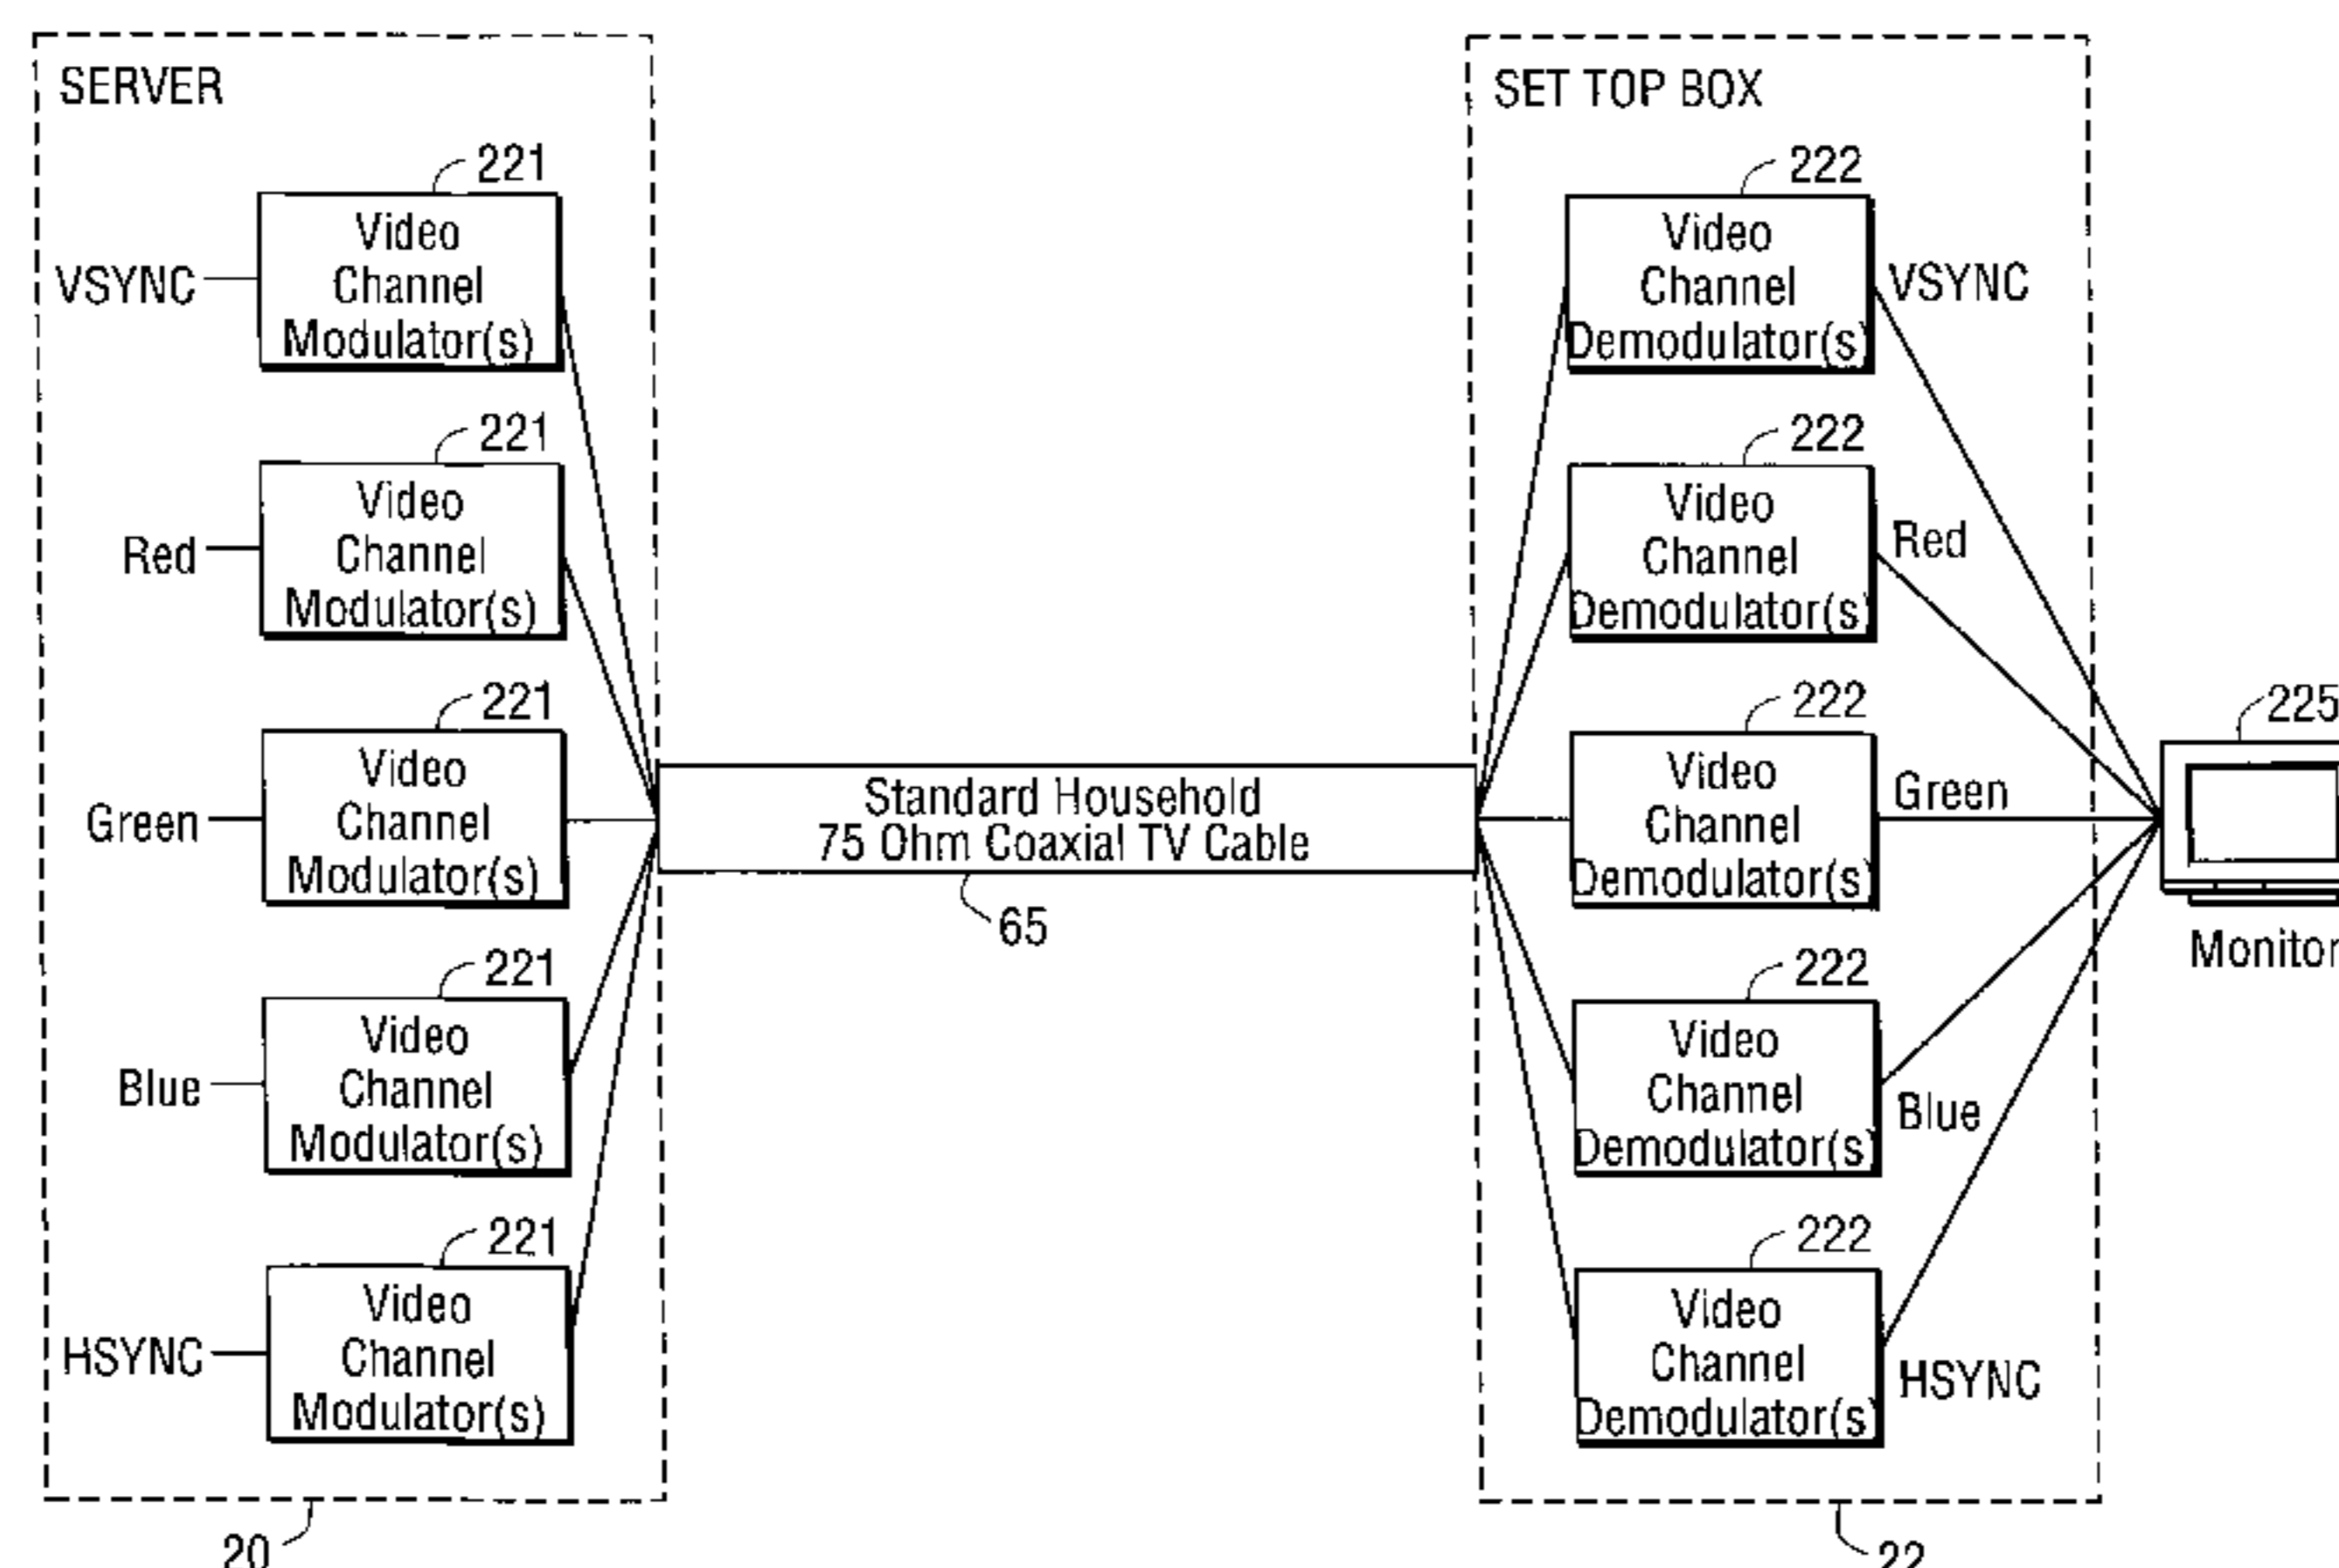 SERVER
221
Video
Channel
Modulator(s)
VSYNC
221
Video
Channel
Modulator(s)
Red
221
Video
Channel
Modulator(s)
Green
221
Video
Channel
Modulator(s)
Blue
221
Video
Channel
Modulator(s)
HSYNC
20
Standard Household
75 Ohm Coaxial TV Cable
65
SET TOP BOX
222
Video
Channel
Demodulator(s)
VSYNC
222
Video
Channel
Demodulator(s)
Red
222
Video
Channel
Demodulator(s)
Green
222
Video
Channel
Demodulator(s)
Blue
222
Video
Channel
Demodulator(s)
HSYNC
22
225
Monitor